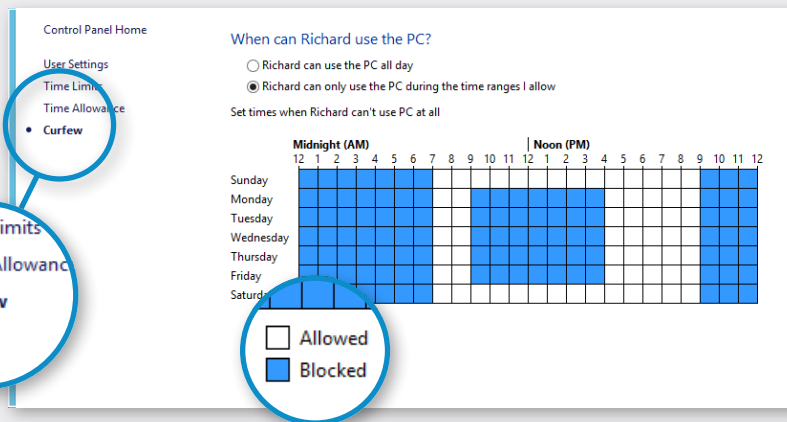 Control Panel Home
User Settings
Time Limits
Time Allowance
• Curfew
When can Richard use the PC?
Richard can use the PC all day
Richard can only use the PC during the time ranges I allow
Set times when Richard can't use PC at all
Midnight (AM) Noon (PM)
12 1 2 3 4 5 6 7 8 9 10 11 12 1 2 3 4 5 6 7 8 9 10 11 12
Sunday
Monday
Tuesday
Wednesday
Thursday
Friday
Saturd
imits
llowanc
w
Allowed
Blocked